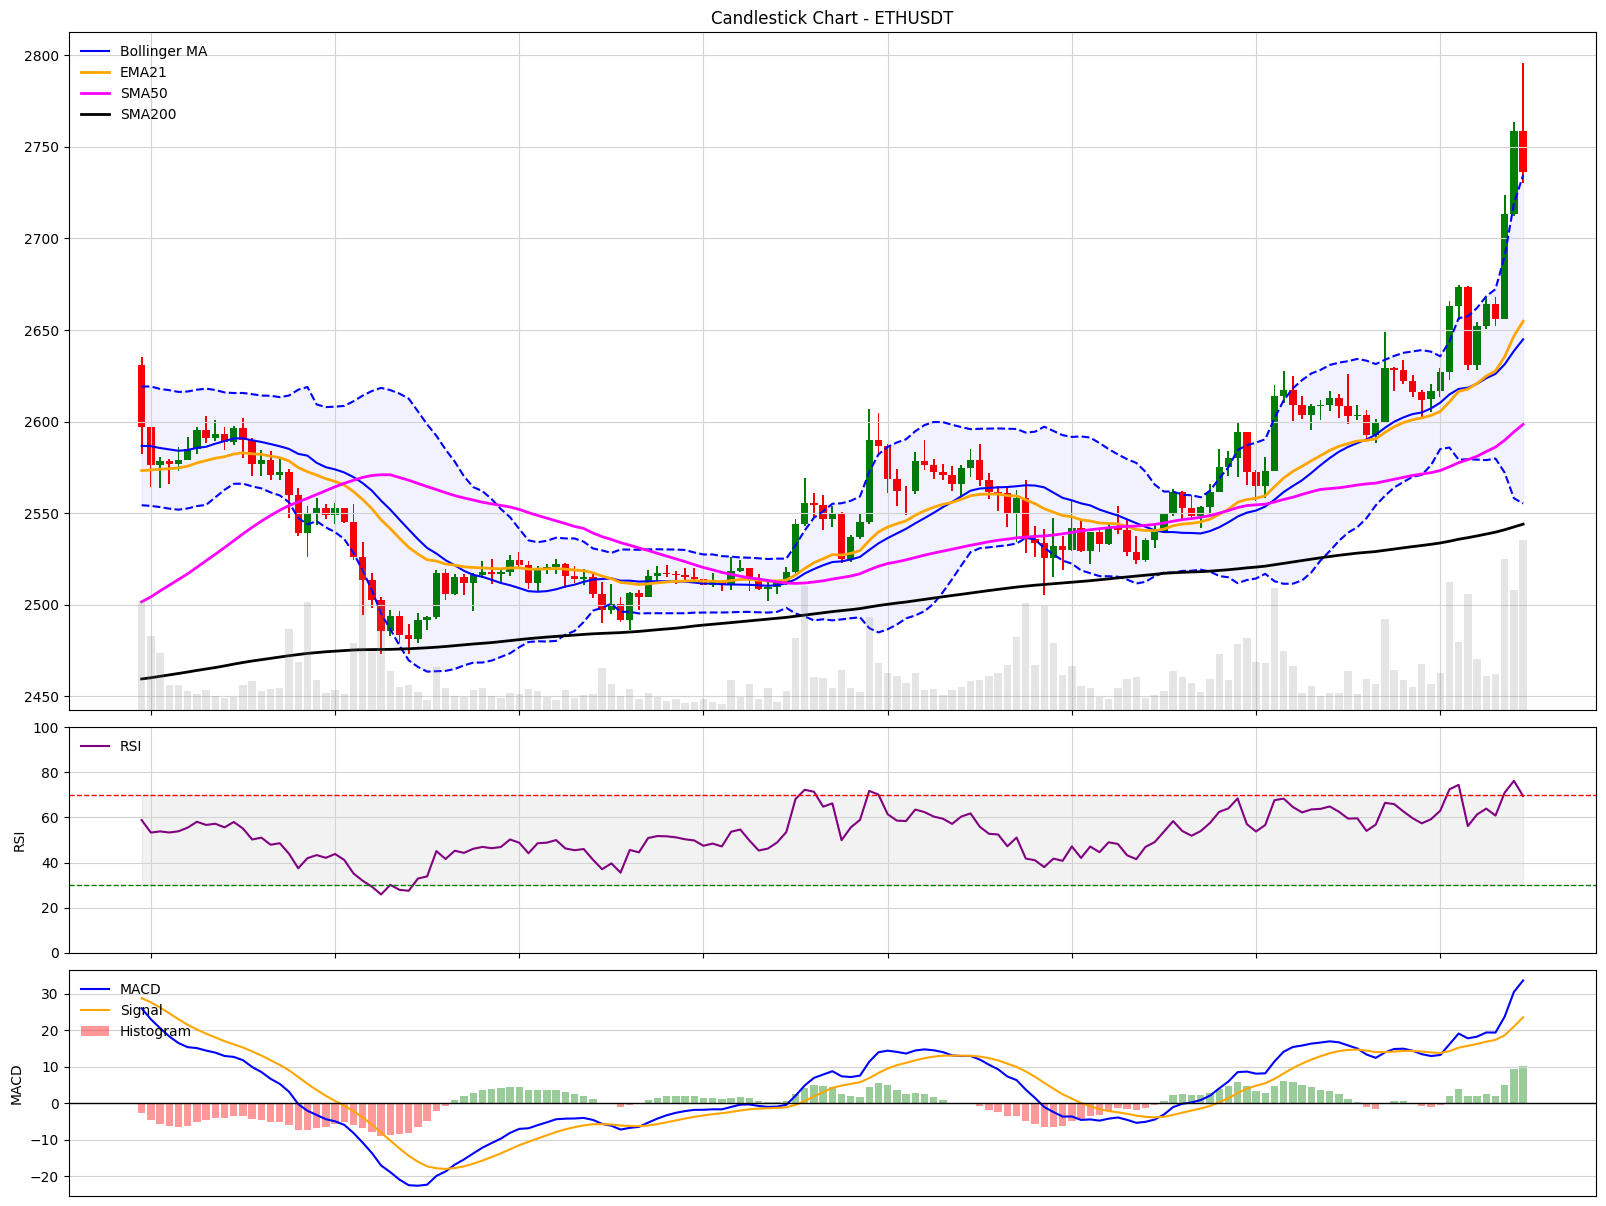 Candlestick Chart - ETHUSDT
Bollinger MA
EMA21
SMA50
SMA200
2800
2750
2700
2650
2600
2550
2500
2450
RSI
RSI
100
80
60
40
20
0
MACD
Signal
Histogram
MACD
30
20
10
0
−10
−20